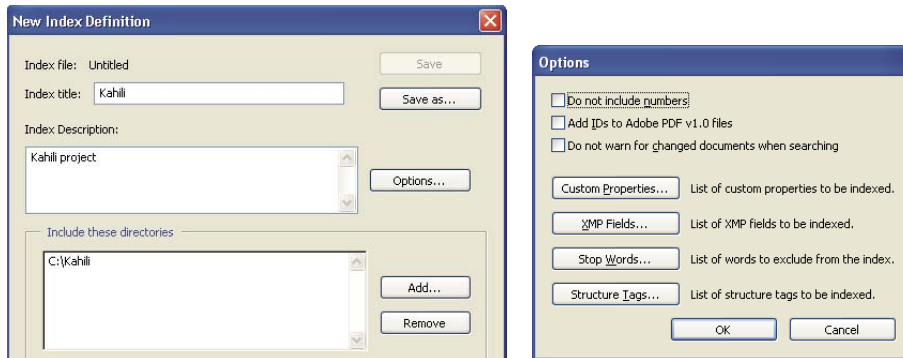 New Index Definition
Index file: Untitled
Save
Index title: Kahili
Save as...
Index Description:
Kahili project
Options...
Include these directories
C:\Kahili
Add...
Remove
Options
Do not include numbers
Add IDs to Adobe PDF v1.0 files
Do not warn for changed documents when searching
Custom Properties... List of custom properties to be indexed.
XMP Fields... List of XMP fields to be indexed.
Stop Words... List of words to exclude from the index.
Structure Tags... List of structure tags to be indexed.
OK Cancel